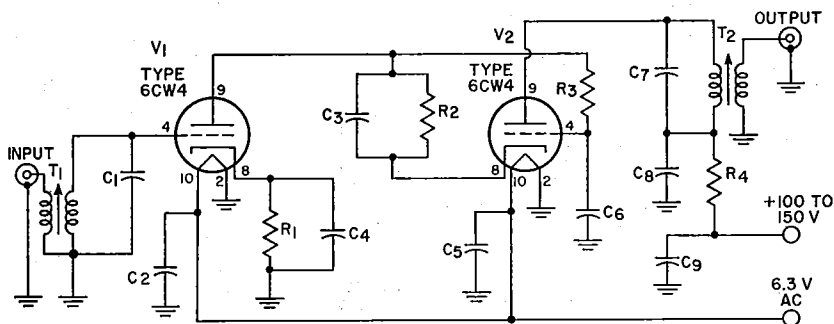 OUTPUT
V1
TYPE
6CW4
V2
TYPE
6CW4
T2
9
9
C7
R3
C3
R2
4
4
INPUT
T1
C1
10
2
8
8
10
2
C8
R4
+100 TO
150 V
C6
R1
C4
C2
C5
C9
6.3 V
AC